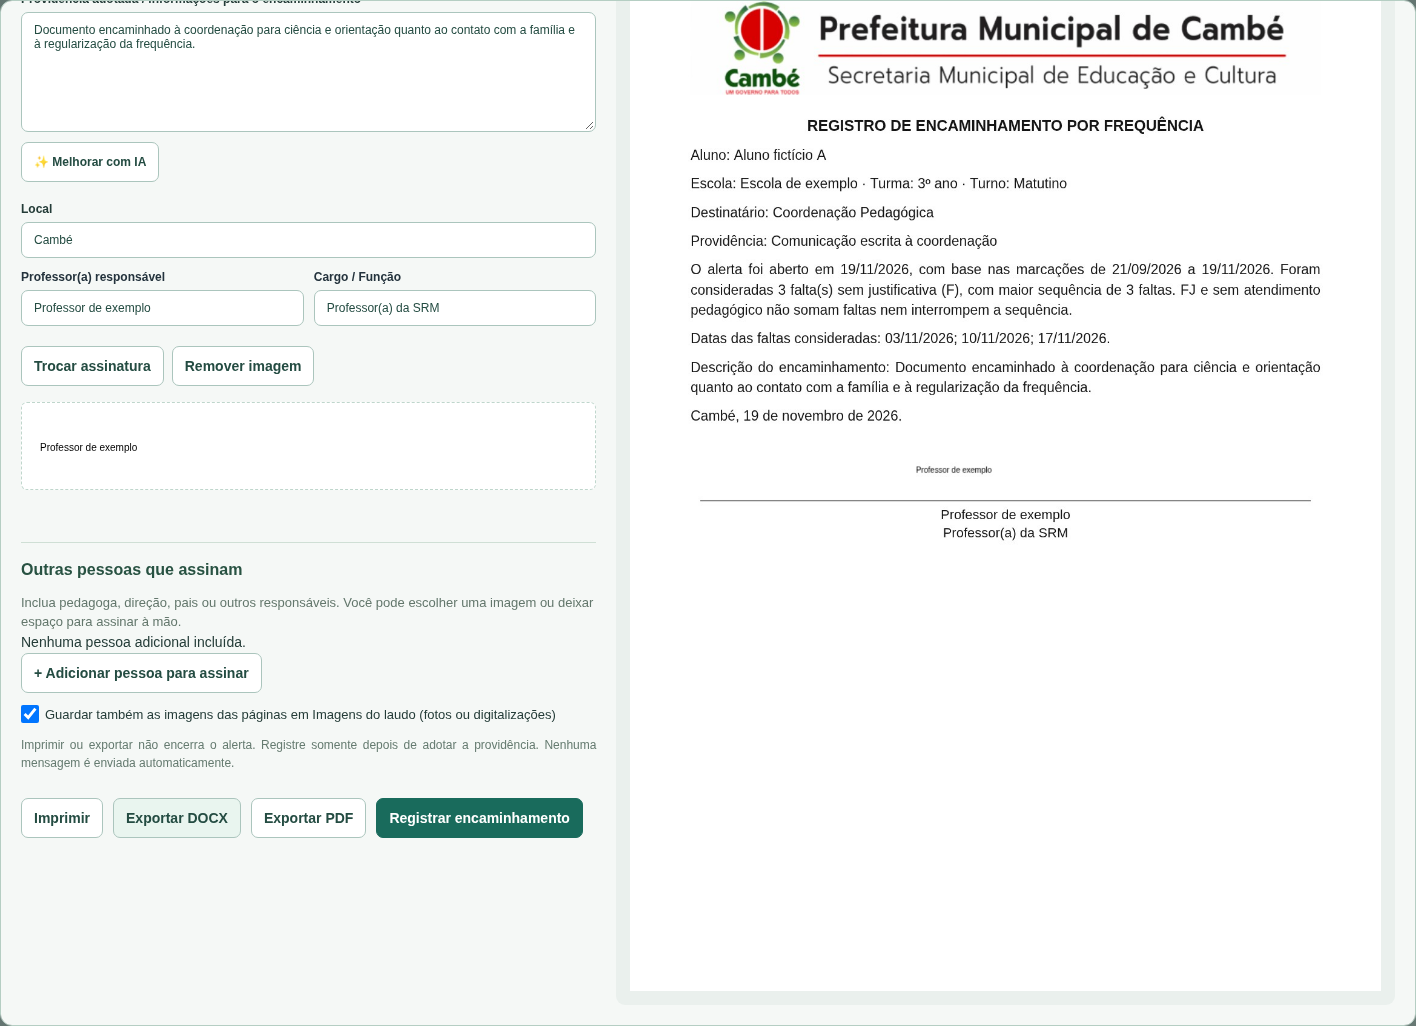 Providência adotada / Informações para o encaminhamento
Documento encaminhado à coordenação para ciência e orientação quanto ao contato com a família e
à regularização da frequência.
✨ Melhorar com IA
Local
Cambé
Professor(a) responsável
Cargo / Função
Professor de exemplo
Professor(a) da SRM
Trocar assinatura
Remover imagem
Professor de exemplo
Outras pessoas que assinam
Inclua pedagoga, direção, pais ou outros responsáveis. Você pode escolher uma imagem ou deixar
espaço para assinar à mão.
Nenhuma pessoa adicional incluída.
+ Adicionar pessoa para assinar
Guardar também as imagens das páginas em Imagens do laudo (fotos ou digitalizações)
Imprimir ou exportar não encerra o alerta. Registre somente depois de adotar a providência. Nenhuma
mensagem é enviada automaticamente.
Imprimir
Exportar DOCX
Exportar PDF
Registrar encaminhamento
Cambé
UM GOVERNO PARA TODOS
Prefeitura Municipal de Cambé
Secretaria Municipal de Educação e Cultura
REGISTRO DE ENCAMINHAMENTO POR FREQUÊNCIA
Aluno: Aluno fictício A
Escola: Escola de exemplo · Turma: 3º ano · Turno: Matutino
Destinatário: Coordenação Pedagógica
Providência: Comunicação escrita à coordenação
O alerta foi aberto em 19/11/2026, com base nas marcações de 21/09/2026 a 19/11/2026. Foram
consideradas 3 falta(s) sem justificativa (F), com maior sequência de 3 faltas. FJ e sem atendimento
pedagógico não somam faltas nem interrompem a sequência.
Datas das faltas consideradas: 03/11/2026; 10/11/2026; 17/11/2026.
Descrição do encaminhamento: Documento encaminhado à coordenação para ciência e orientação
quanto ao contato com a família e à regularização da frequência.
Cambé, 19 de novembro de 2026.
Professor de exemplo
Professor de exemplo
Professor(a) da SRM